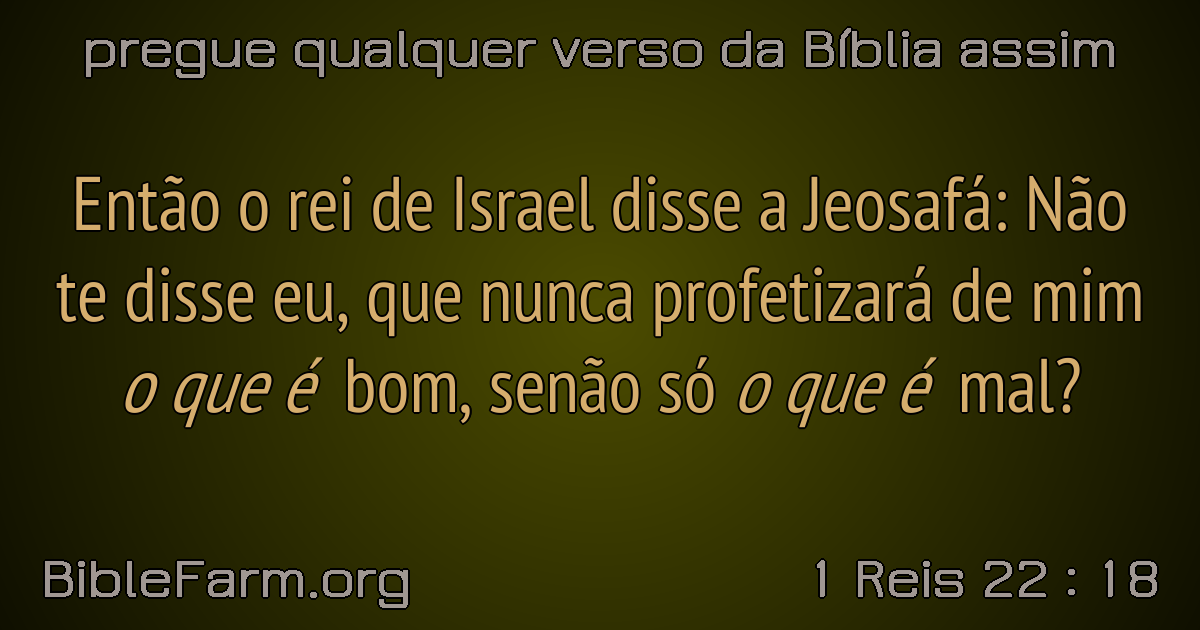 pregue qualquer verso da Bíblia assim
Então o rei de Israel disse a Jeosafá: Não
te disse eu, que nunca profetizará de mim
o que é bom, senão só o que é mal?
BibleFarm.org
1 Reis 22 : 18